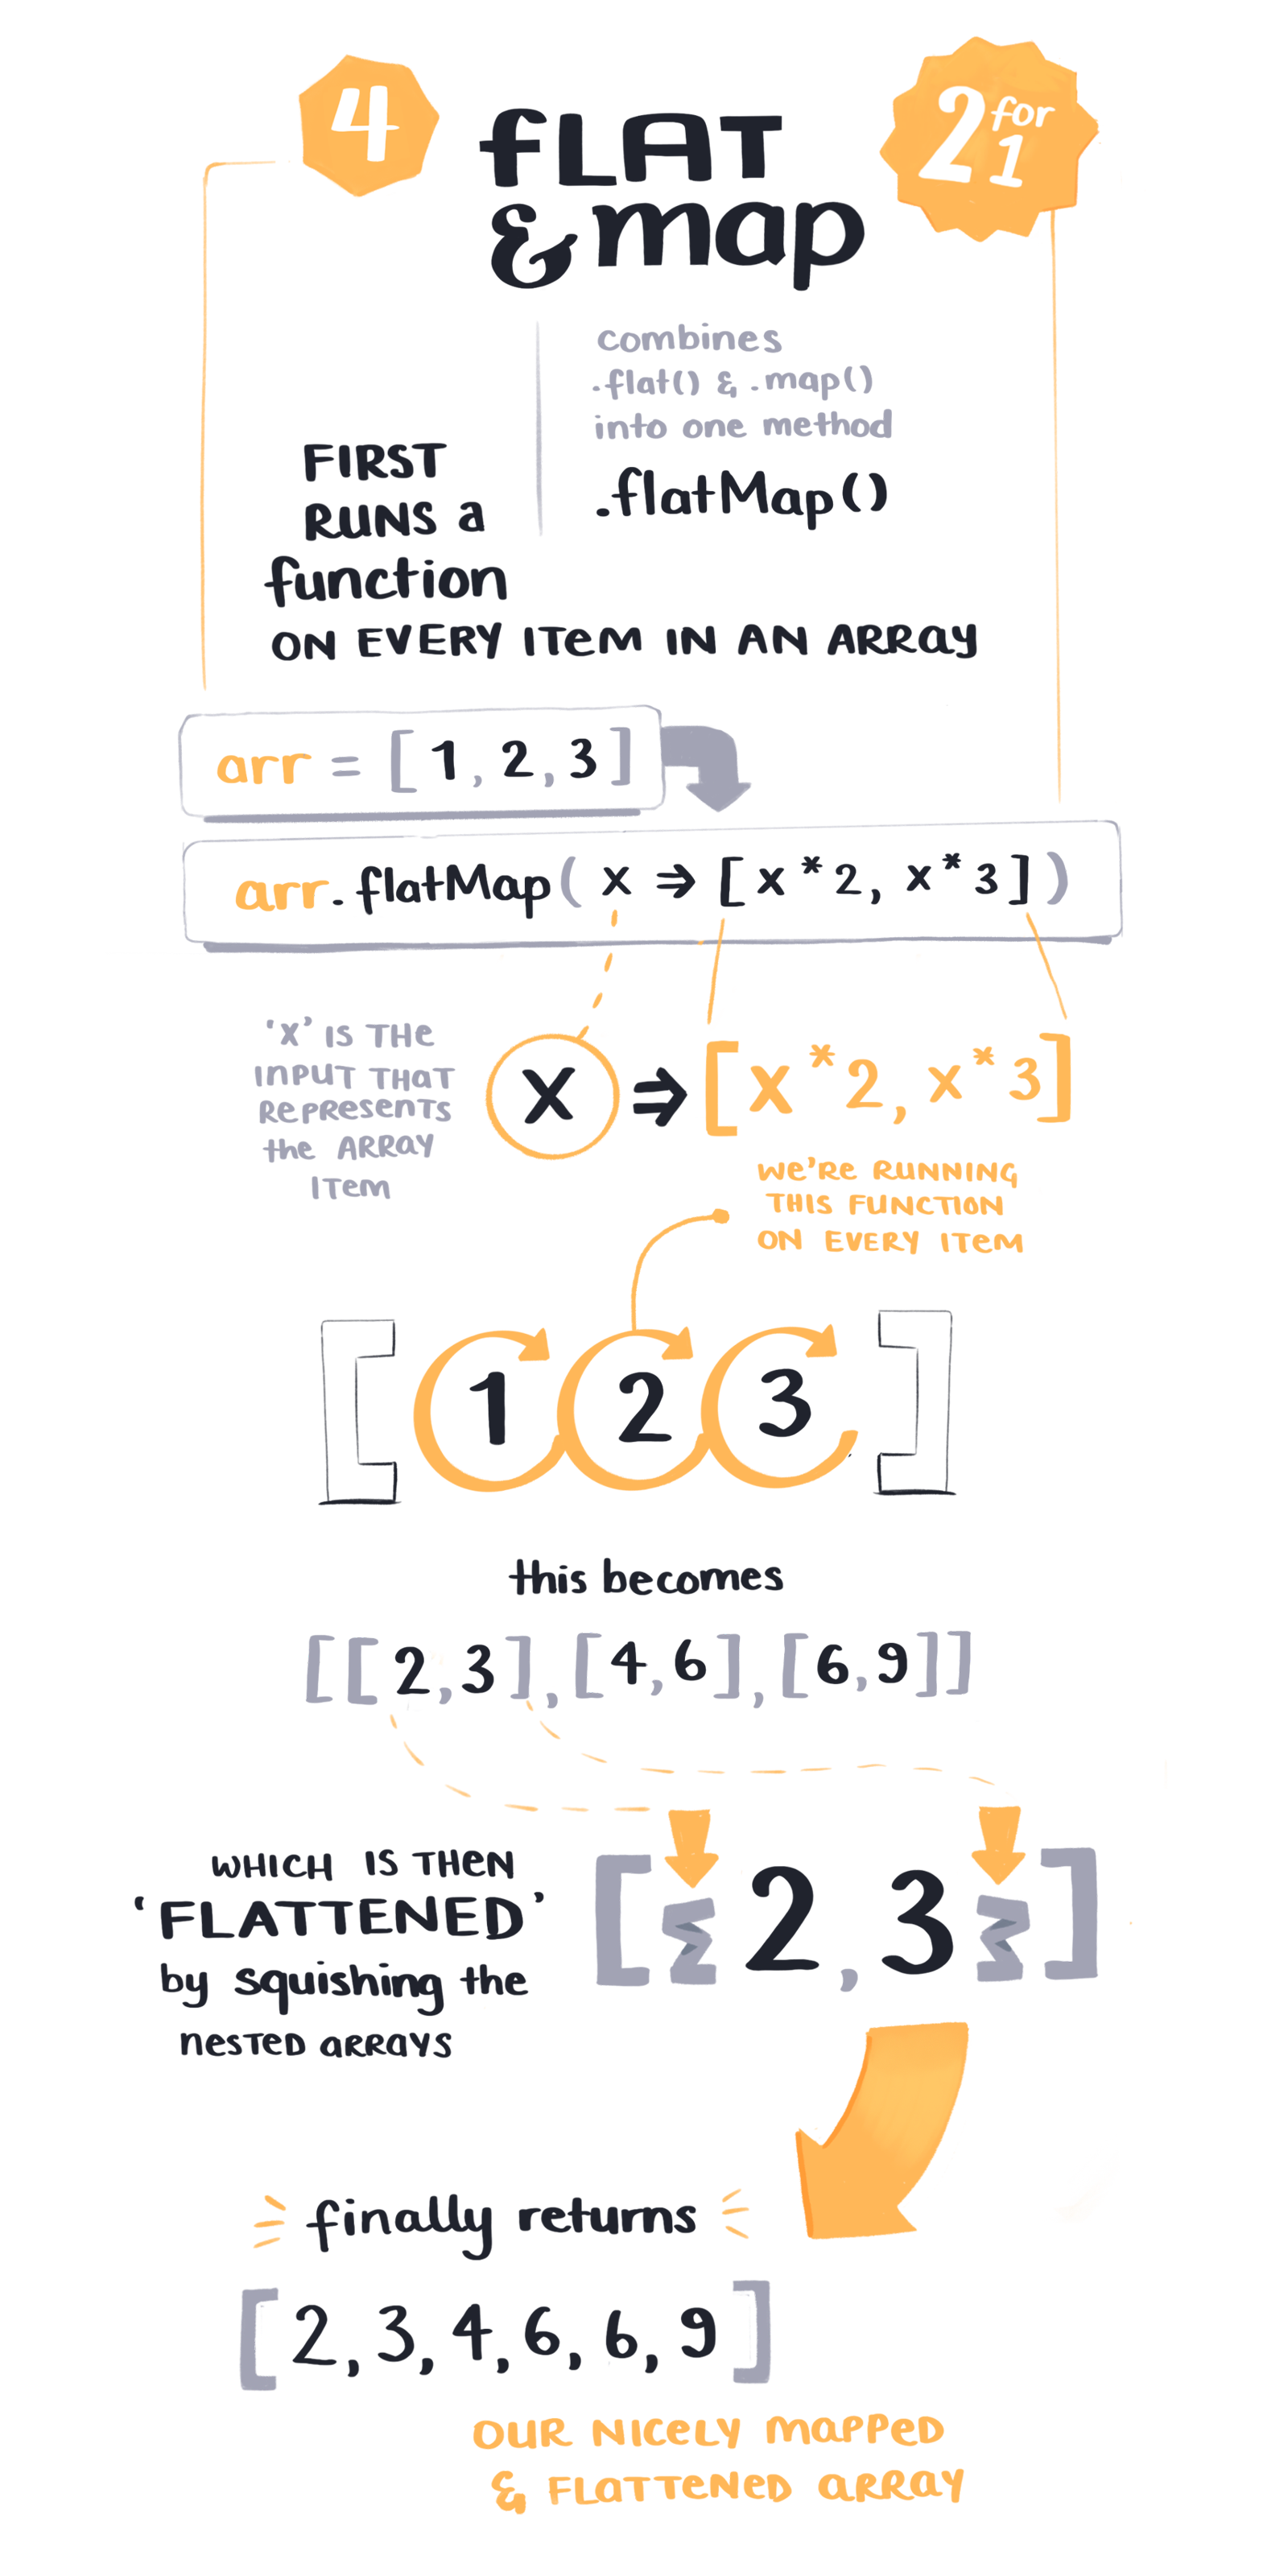 4
fLAT
& map
2 for 1
combines
.flat() & .map()
into one method
.flatMap()
FIRST
RUNS a
function
ON EVERY ITem IN AN ARRay
arr = [1, 2, 3]
arr.flatMap( x ⇒ [x*2, x*3])
'X' IS THe
INPUT THaT
RePResenTS
the ARRAY
ITem
X ⇒ [x*2, x*3]
We'Re RUNNING
THIS FUNCTION
ON EVERY ITeM
[1 2 3]
this becomes
[[2,3],[4,6],[6,9]]
WHICH IS THeN
'FLATTENED'
by squishing the
nesTeD aRRaYS
[[2,3]]
finally returns
[2,3,4,6,6,9]
OUR NICeLY maPPeD
& FLaTTeNeD aRRaY